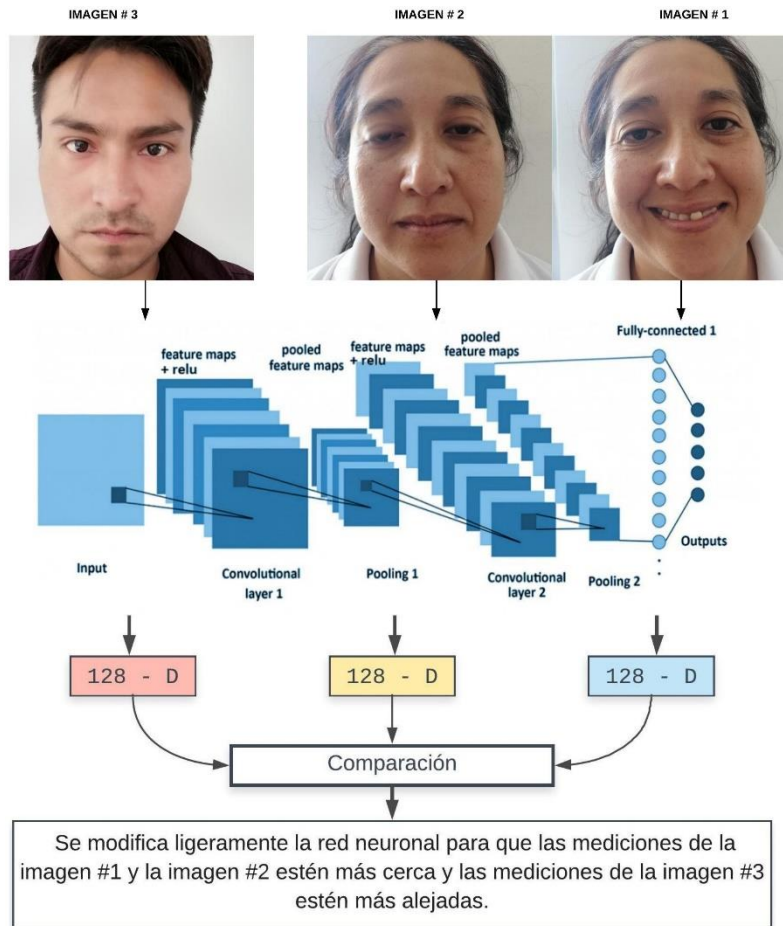 IMAGEN # 3
IMAGEN # 2
IMAGEN # 1
feature maps
+ relu
pooled
feature maps
feature maps
+ relu
pooled
feature maps
Fully-connected 1
Input
Convolutional
layer 1
Pooling 1
Convolutional
layer 2
Pooling 2
Outputs
128 - D
128 - D
128 - D
Comparación
Se modifica ligeramente la red neuronal para que las mediciones de la
imagen #1 y la imagen #2 estén más cerca y las mediciones de la imagen #3
estén más alejadas.